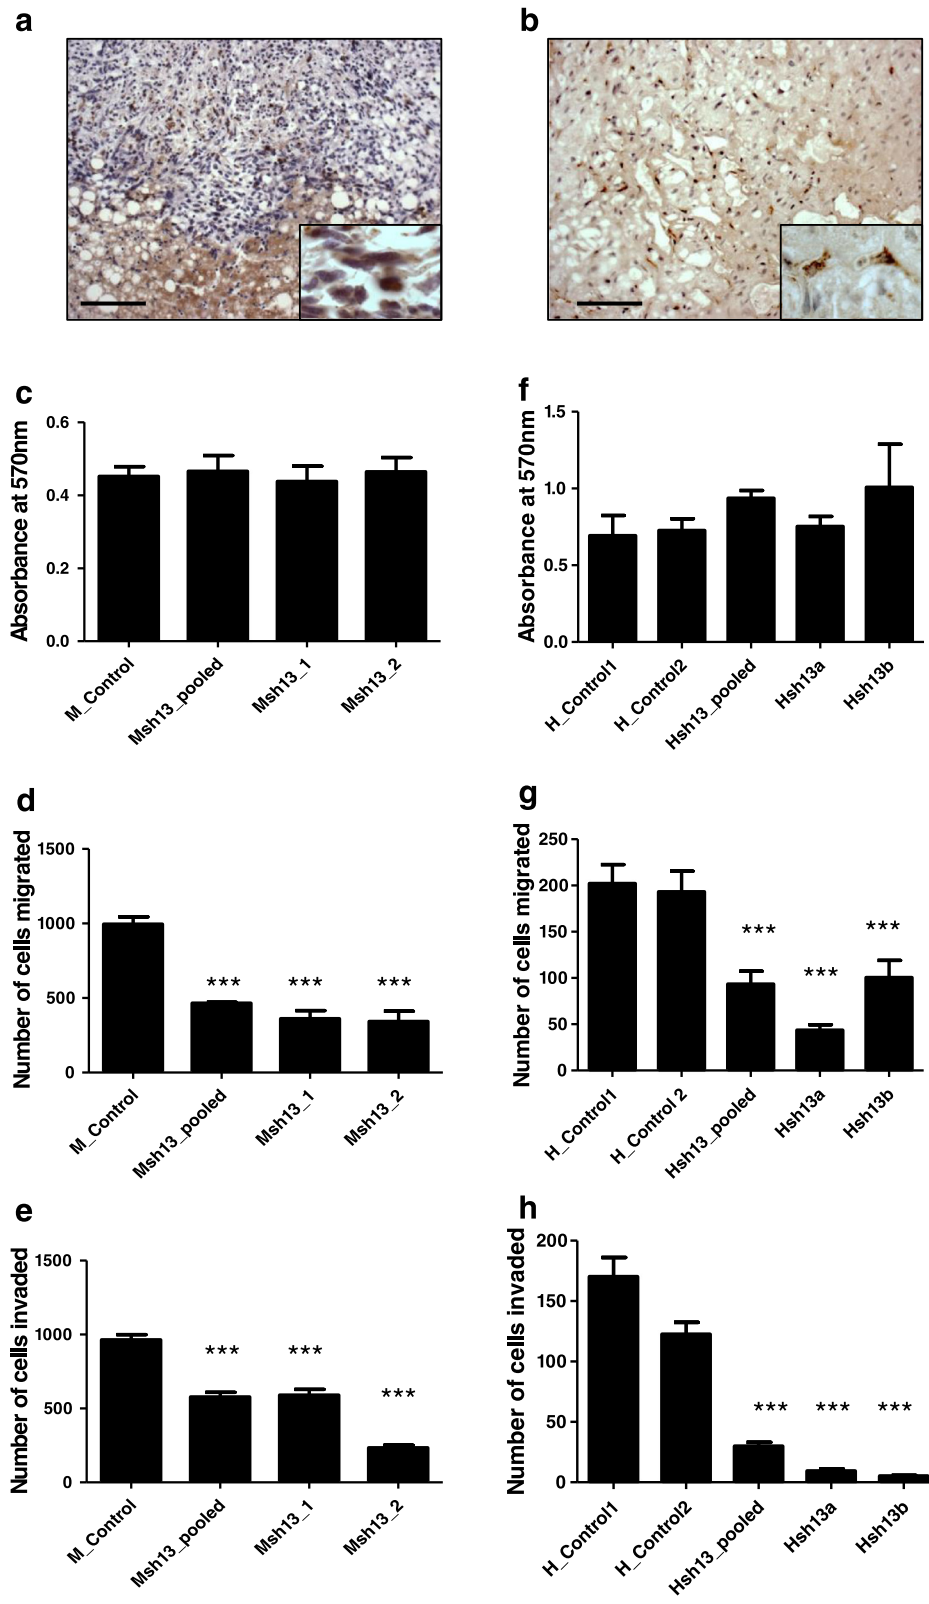 a
b
c
Absorbance at 570nm
0.6
0.4
0.2
0.0
M_Control
Msh13_pooled
Msh13_1
Msh13_2
f
Absorbance at 570nm
1.5
1.0
0.5
0.0
H_Control1
H_Control2
Hsh13_pooled
Hsh13a
Hsh13b
d
Number of cells migrated
1500
1000
500
0
*** *** ***
M_Control
Msh13_pooled
Msh13_1
Msh13_2
g
Number of cells migrated
250
200
150
100
50
0
*** *** ***
H_Control1
H_Control 2
Hsh13_pooled
Hsh13a
Hsh13b
e
Number of cells invaded
1500
1000
500
0
*** *** ***
M_Control
Msh13_pooled
Msh13_1
Msh13_2
h
Number of cells invaded
200
150
100
50
0
*** *** ***
H_Control1
H_Control2
Hsh13_pooled
Hsh13a
Hsh13b